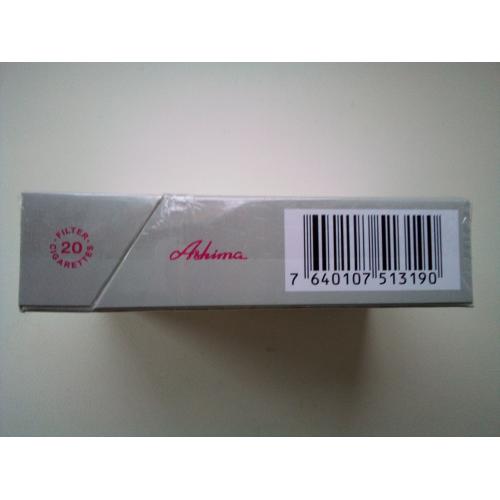 · FILTER ·
20
CIGARETTES
Ashima
7 640107 513190